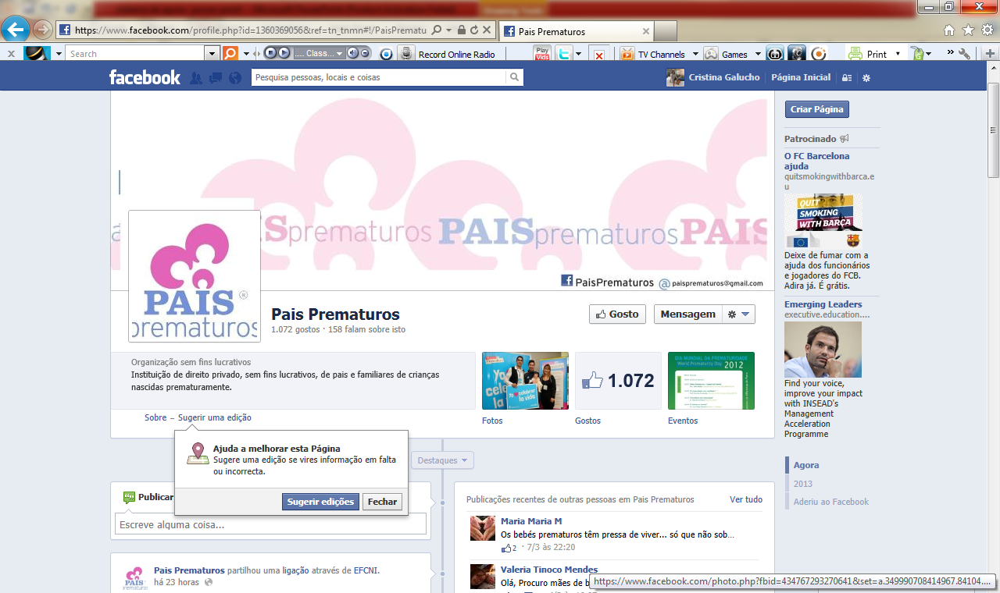 https://www.facebook.com/profile.php?id=1360369056&ref=tn_tnmn#!/PaisPrematu
Pais Prematuros
Search
...... Class...
Record Online Radio
Play Vids
TV Channels
Games
Print
facebook
Pesquisa pessoas, locais e coisas
Cristina Galucho
Página Inicial
PAISprematuros PAISprematuros PAIS
PaisPrematuros @paisprematuros@gmail.com
PAIS ®
prematuros
Pais Prematuros
1.072 gostos · 158 falam sobre isto
Gosto
Mensagem
Organização sem fins lucrativos
Instituição de direito privado, sem fins lucrativos, de pais e familiares de crianças
nascidas prematuramente.
Sobre – Sugerir uma edição
DIA MUNDIAL DA PREMATURIDADE
World Prematurity Day 2012
1.072
Fotos
Gostos
Eventos
Ajuda a melhorar esta Página
Sugere uma edição se vires informação em falta
ou incorrecta.
Sugerir edições
Fechar
Destaques
Publicar
Escreve alguma coisa...
PAIS
prematuros
Pais Prematuros partilhou uma ligação através de EFCNI.
há 23 horas
Publicações recentes de outras pessoas em Pais Prematuros
Ver tudo
Maria Maria M
Os bebés prematuros têm pressa de viver... só que não sob...
2 · 7/3 às 22:20
Valeria Tinoco Mendes
Olá, Procuro mães de b
https://www.facebook.com/photo.php?fbid=434767293270641&set=a.349990708414967.84104....
Criar Página
Patrocinado
O FC Barcelona
ajuda
quitsmokingwithbarca.e
u
QUIT
SMOKING
WITH BARÇA
Deixe de fumar com a
ajuda dos funcionários
e jogadores do FCB.
Adira já. É grátis.
Emerging Leaders
executive.education....
Find your voice,
improve your impact
with INSEAD's
Management
Acceleration
Programme
Agora
2013
Aderiu ao Facebook